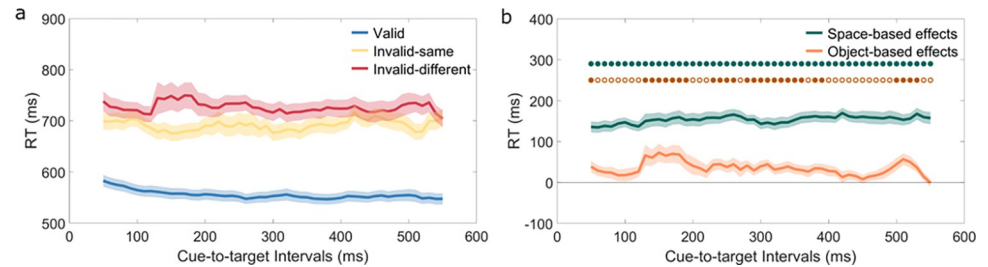 a
900
800
700
600
500
RT (ms)
0
100
200
300
400
500
600
Cue-to-target Intervals (ms)
Valid
Invalid-same
Invalid-different
b
400
300
200
100
0
-100
RT (ms)
0
100
200
300
400
500
600
Cue-to-target Intervals (ms)
Space-based effects
Object-based effects